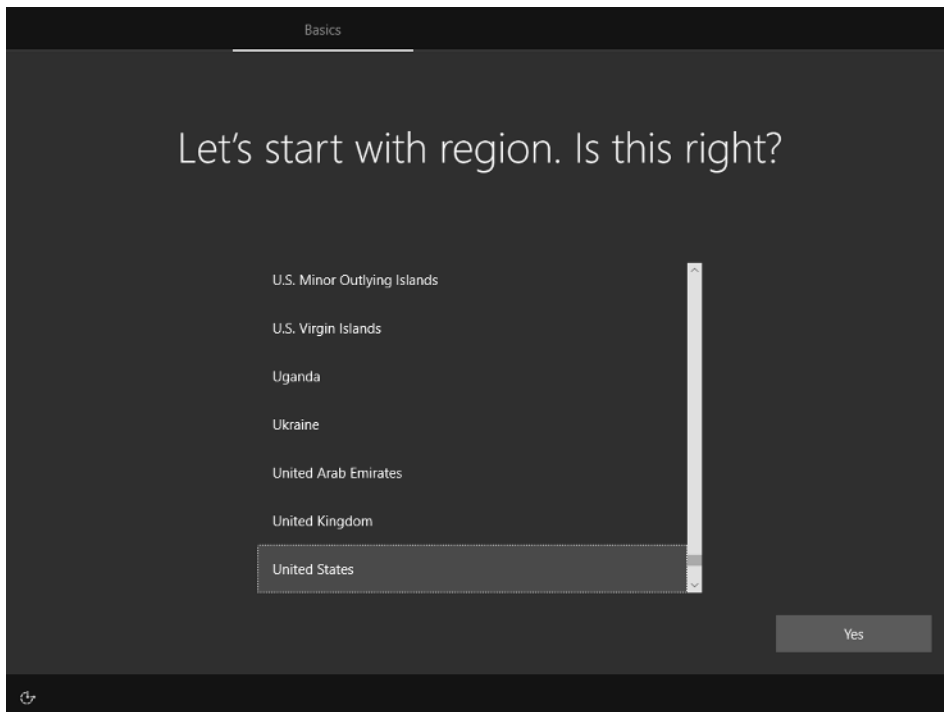 Basics
Let's start with region. Is this right?
U.S. Minor Outlying Islands
U.S. Virgin Islands
Uganda
Ukraine
United Arab Emirates
United Kingdom
United States
Yes